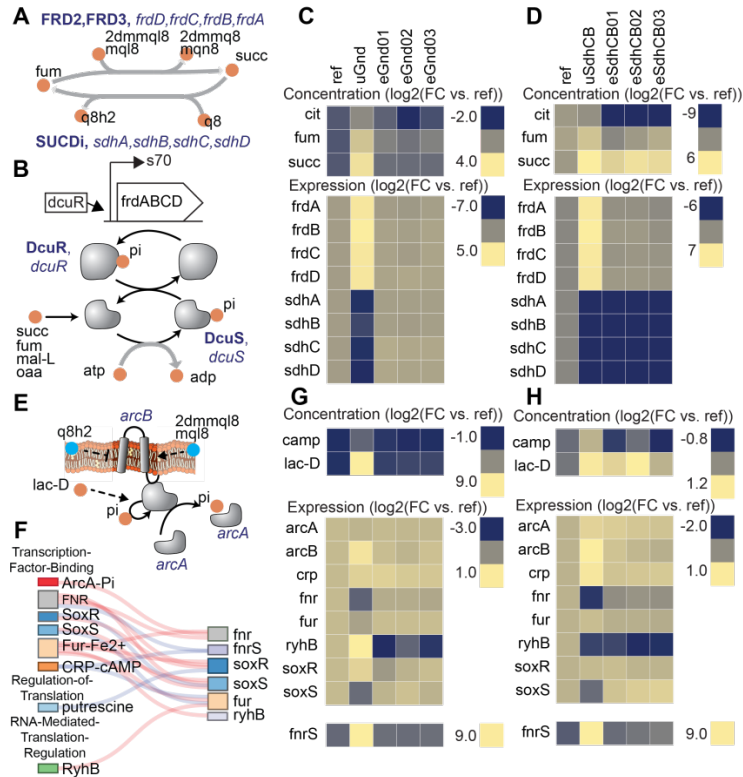 A
FRD2,FRD3, frdD,frdC,frdB,frdA
2dmmql8
mql8
2dmmq8
mqn8
succ
fum
q8h2
q8
SUCDi, sdhA,sdhB,sdhC,sdhD
B
s70
dcuR
frdABCD
DcuR,
dcuR
pi
pi
succ
fum
mal-L
oaa
DcuS,
dcuS
atp
adp
C
ref
uGnd
eGnd01
eGnd02
eGnd03
Concentration (log2(FC vs. ref))
cit
fum
succ
-2.0
4.0
Expression (log2(FC vs. ref))
frdA
frdB
frdC
frdD
sdhA
sdhB
sdhC
sdhD
-7.0
5.0
D
ref
uSdhCB
eSdhCB01
eSdhCB02
eSdhCB03
Concentration (log2(FC vs. ref))
cit
fum
succ
-9
6
Expression (log2(FC vs. ref))
frdA
frdB
frdC
frdD
sdhA
sdhB
sdhC
sdhD
-6
7
E
arcB
q8h2
2dmmql8
mql8
lac-D
pi
pi
arcA
arcA
F
Transcription-
Factor-Binding
ArcA-Pi
FNR
SoxR
SoxS
Fur-Fe2+
CRP-cAMP
Regulation-of-
Translation
putrescine
RNA-Mediated-
Translation-
Regulation
RyhB
fnr
fnrS
soxR
soxS
fur
ryhB
G
Concentration (log2(FC vs. ref))
camp
lac-D
-1.0
9.0
Expression (log2(FC vs. ref))
arcA
arcB
crp
fnr
fur
ryhB
soxR
soxS
-3.0
1.0
fnrS
9.0
H
Concentration (log2(FC vs. ref))
camp
lac-D
-0.8
1.2
Expression (log2(FC vs. ref))
arcA
arcB
crp
fnr
fur
ryhB
soxR
soxS
-2.0
1.0
fnrS
9.0